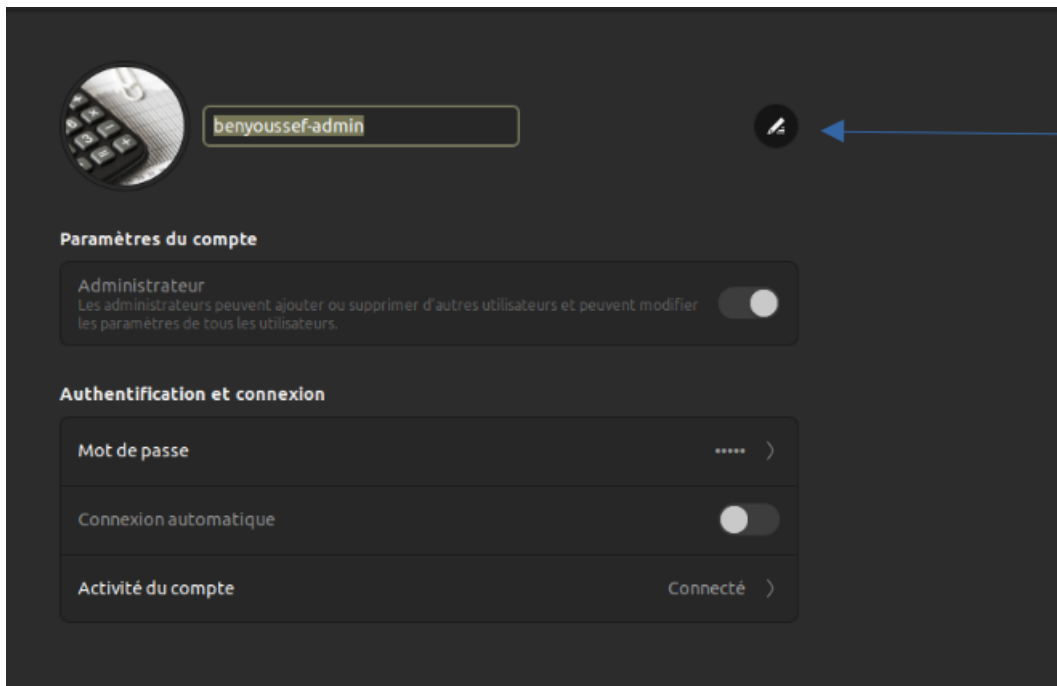 benyoussef-admin
Paramètres du compte
Administrateur
Les administrateurs peuvent ajouter ou supprimer d'autres utilisateurs et peuvent modifier
les paramètres de tous les utilisateurs.
Authentification et connexion
Mot de passe •••••
Connexion automatique
Activité du compte Connecté